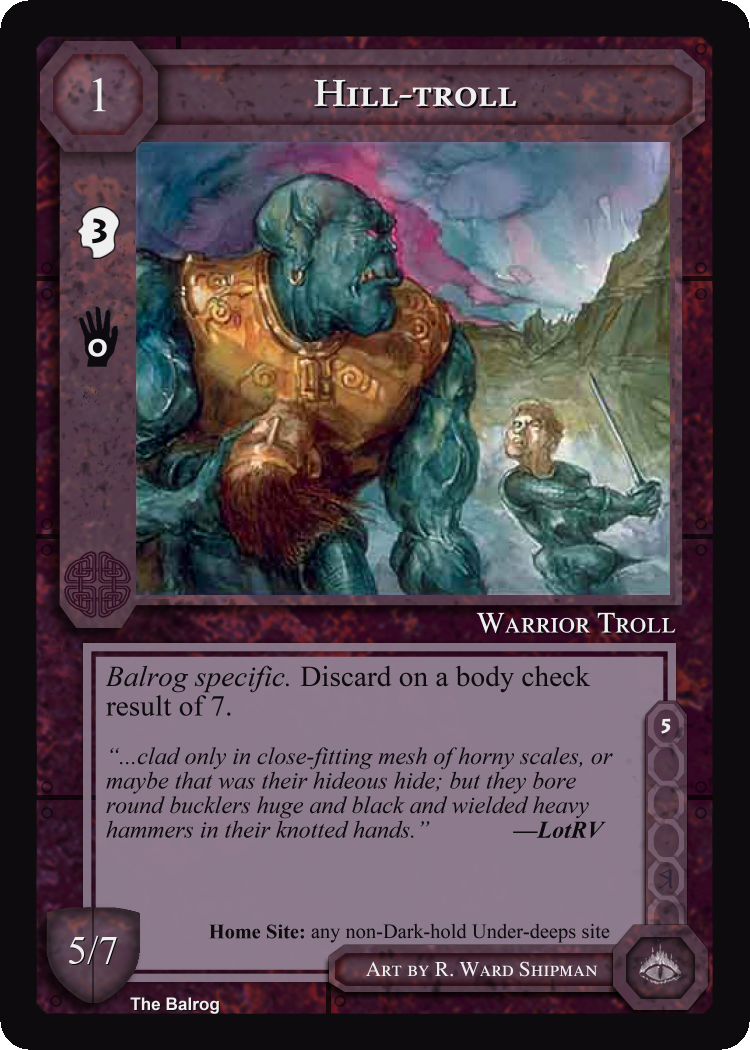 1
Hill-troll
3
0
Warrior Troll
Balrog specific. Discard on a body check
result of 7.
5
“...clad only in close-fitting mesh of horny scales, or
maybe that was their hideous hide; but they bore
round bucklers huge and black and wielded heavy
hammers in their knotted hands.” —LotRV
Home Site: any non-Dark-hold Under-deeps site
5/7
Art by R. Ward Shipman
The Balrog